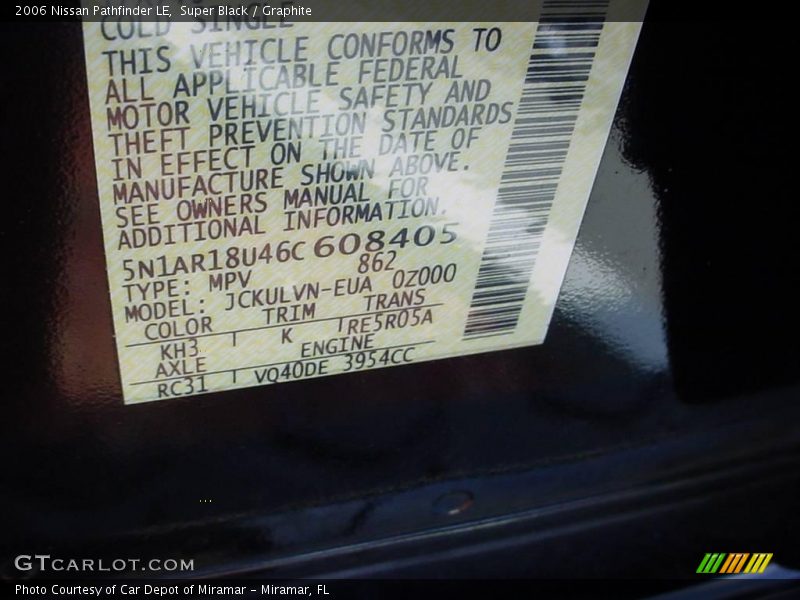 2006 Nissan Pathfinder LE, Super Black / Graphite
COLD SINGLE
THIS VEHICLE CONFORMS TO
ALL APPLICABLE FEDERAL
MOTOR VEHICLE SAFETY AND
THEFT PREVENTION STANDARDS
IN EFFECT ON THE DATE OF
MANUFACTURE SHOWN ABOVE.
SEE OWNERS MANUAL FOR
ADDITIONAL INFORMATION.
5N1AR18U46C608405
TYPE: MPV 862
MODEL: JCKULVN-EUA 0Z000
COLOR TRIM TRANS
KH3 K RE5R05A
AXLE ENGINE
RC31 VQ40DE 3954CC
...
GTCARLOT.COM
Photo Courtesy of Car Depot of Miramar - Miramar, FL